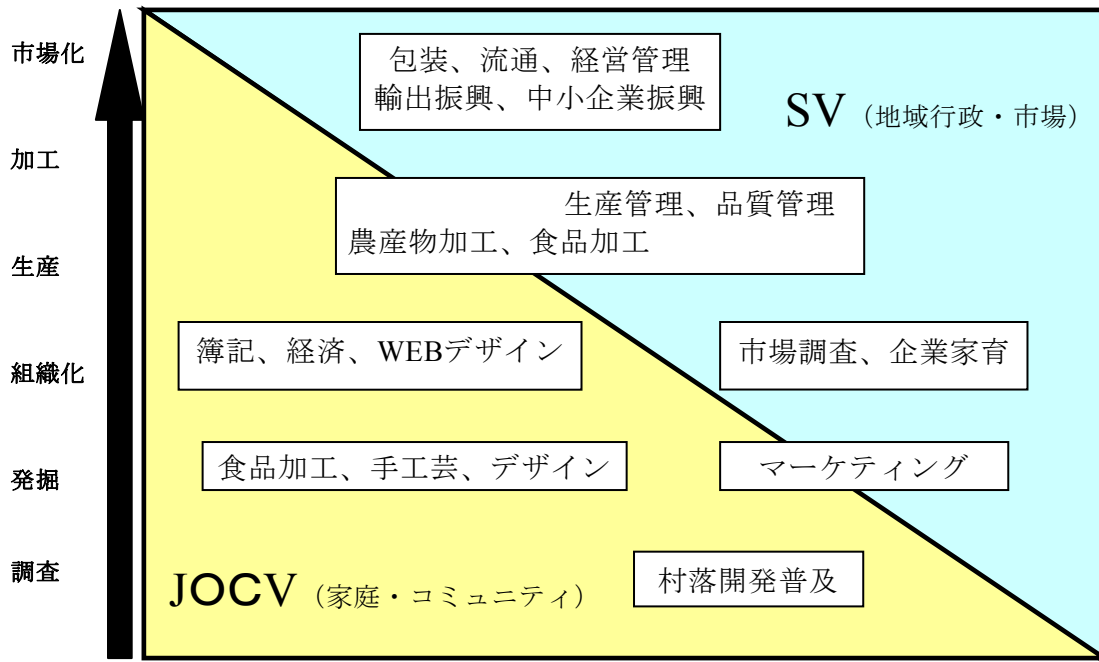 市場化
包装、流通、経営管理
輸出振興、中小企業振興
SV（地域行政・市場）
加工
生産管理、品質管理
農産物加工、食品加工
生産
簿記、経済、WEBデザイン
市場調査、企業家育
組織化
食品加工、手工芸、デザイン
マーケティング
発掘
村落開発普及
調査
JOCV（家庭・コミュニティ）